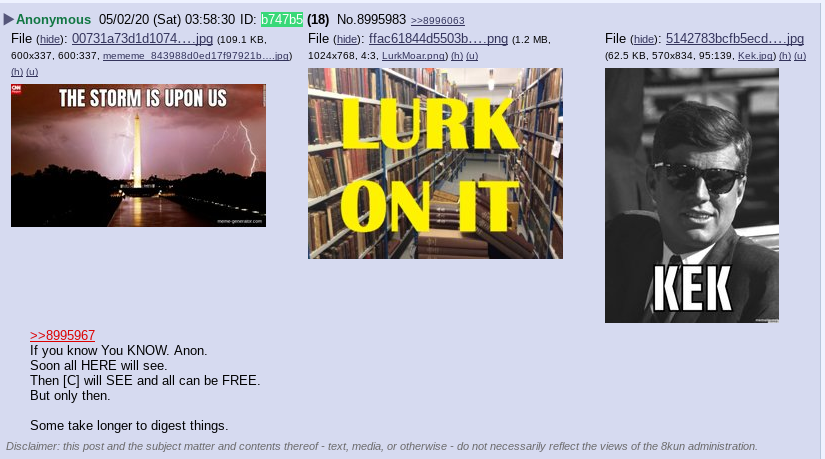 Anonymous 05/02/20 (Sat) 03:58:30 ID: b747b5 (18) No.8995983 >>8996063
File (hide): 00731a73d1d1074….jpg (109.1 KB, 600x337, 600:337, mememe_843988d0ed17f97921b….jpg) (h) (u)
File (hide): ffac61844d5503b….png (1.2 MB, 1024x768, 4:3, LurkMoar.png) (h) (u)
File (hide): 5142783bcfb5ecd….jpg (62.5 KB, 570x834, 95:139, Kek.jpg) (h) (u)
CNN
THE STORM IS UPON US
meme-generator.com
LURK
ON IT
KEK
>>8995967
If you know You KNOW. Anon.
Soon all HERE will see.
Then [C] will SEE and all can be FREE.
But only then.
Some take longer to digest things.
Disclaimer: this post and the subject matter and contents thereof - text, media, or otherwise - do not necessarily reflect the views of the 8kun administration.